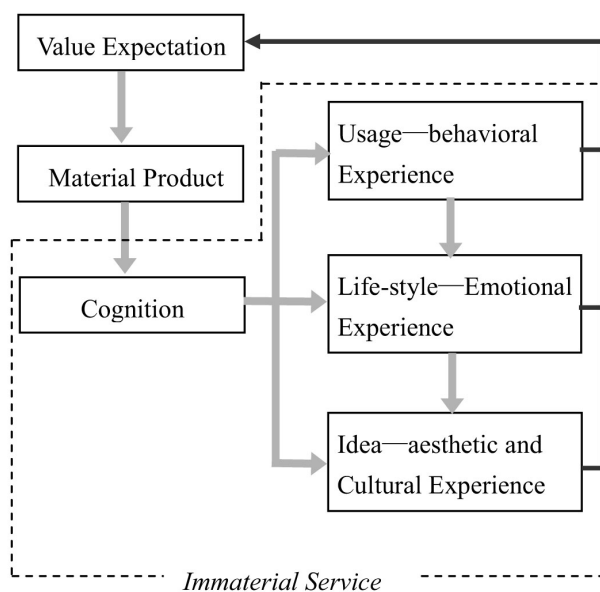 Value Expectation
Material Product
Cognition
Usage—behavioral
Experience
Life-style—Emotional
Experience
Idea—aesthetic and
Cultural Experience
Immaterial Service